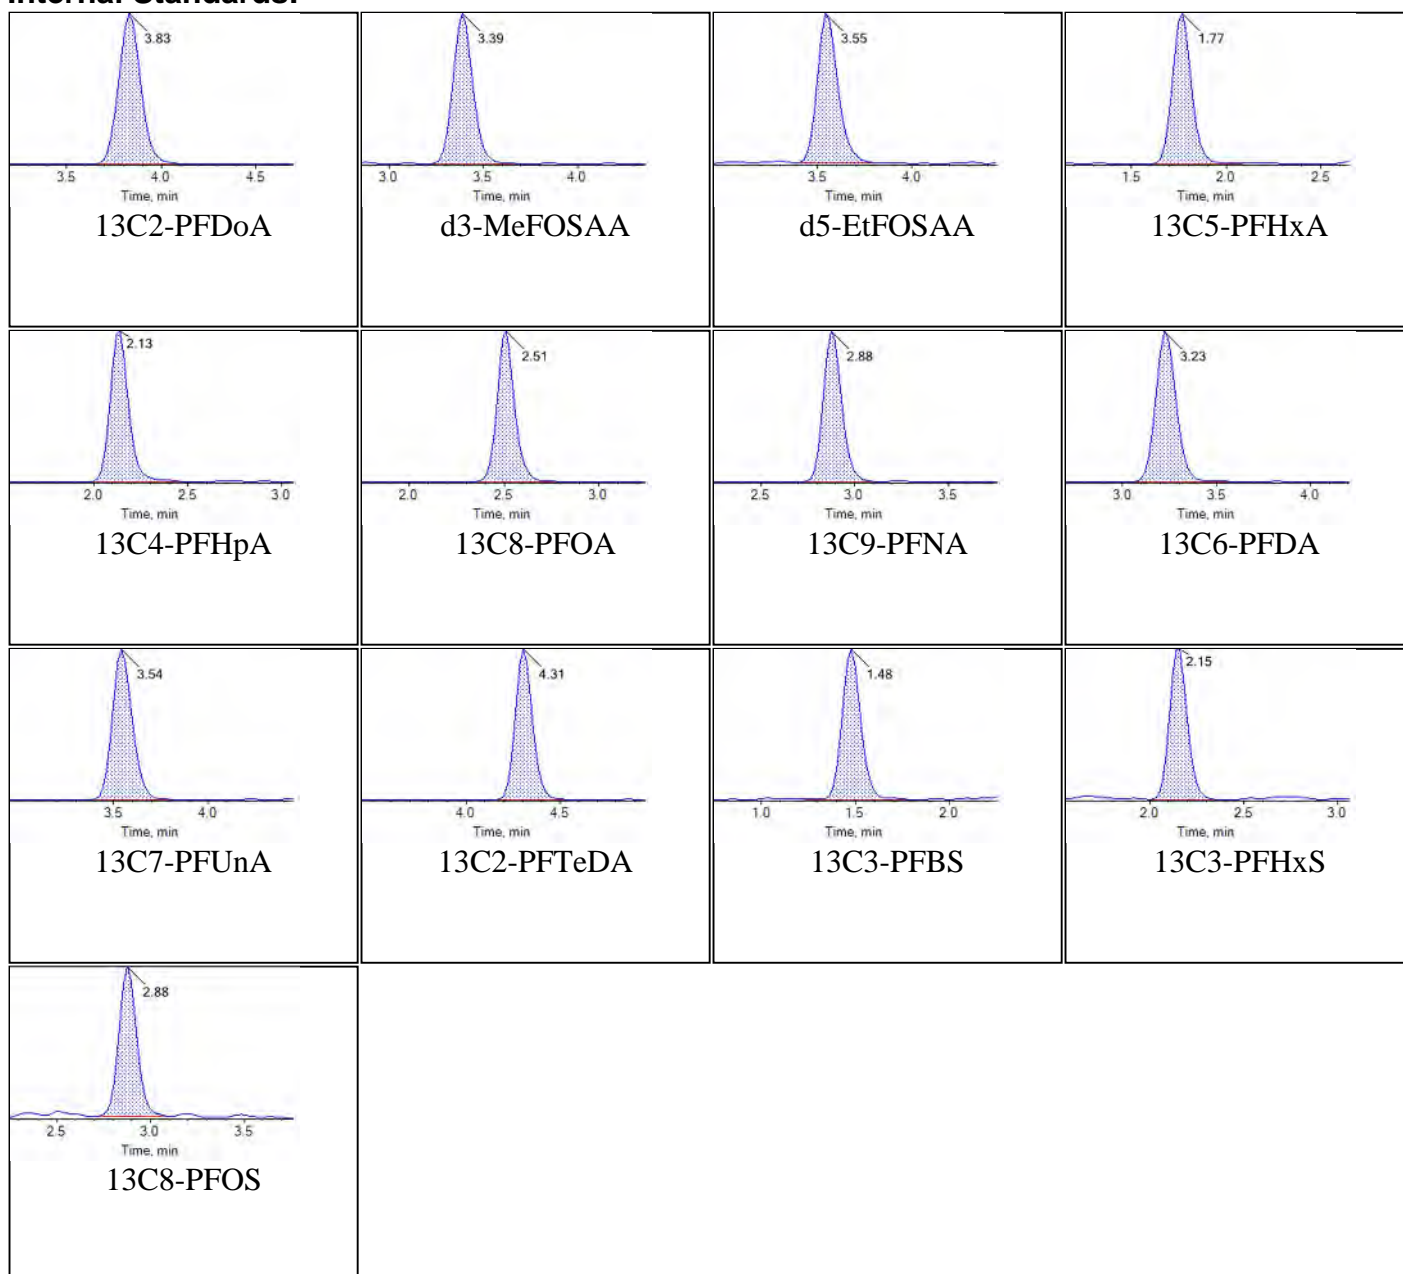 Internal Standards:
3.83
3.5 4.0 4.5
Time, min
13C2-PFDoA
3.39
3.0 3.5 4.0
Time, min
d3-MeFOSAA
3.55
3.5 4.0
Time, min
d5-EtFOSAA
1.77
1.5 2.0 2.5
Time, min
13C5-PFHxA
2.13
2.0 2.5 3.0
Time, min
13C4-PFHpA
2.51
2.0 2.5 3.0
Time, min
13C8-PFOA
2.88
2.5 3.0 3.5
Time, min
13C9-PFNA
3.23
3.0 3.5 4.0
Time, min
13C6-PFDA
3.54
3.5 4.0
Time, min
13C7-PFUnA
4.31
4.0 4.5
Time, min
13C2-PFTeDA
1.48
1.0 1.5 2.0
Time, min
13C3-PFBS
2.15
2.0 2.5 3.0
Time, min
13C3-PFHxS
2.88
2.5 3.0 3.5
Time, min
13C8-PFOS